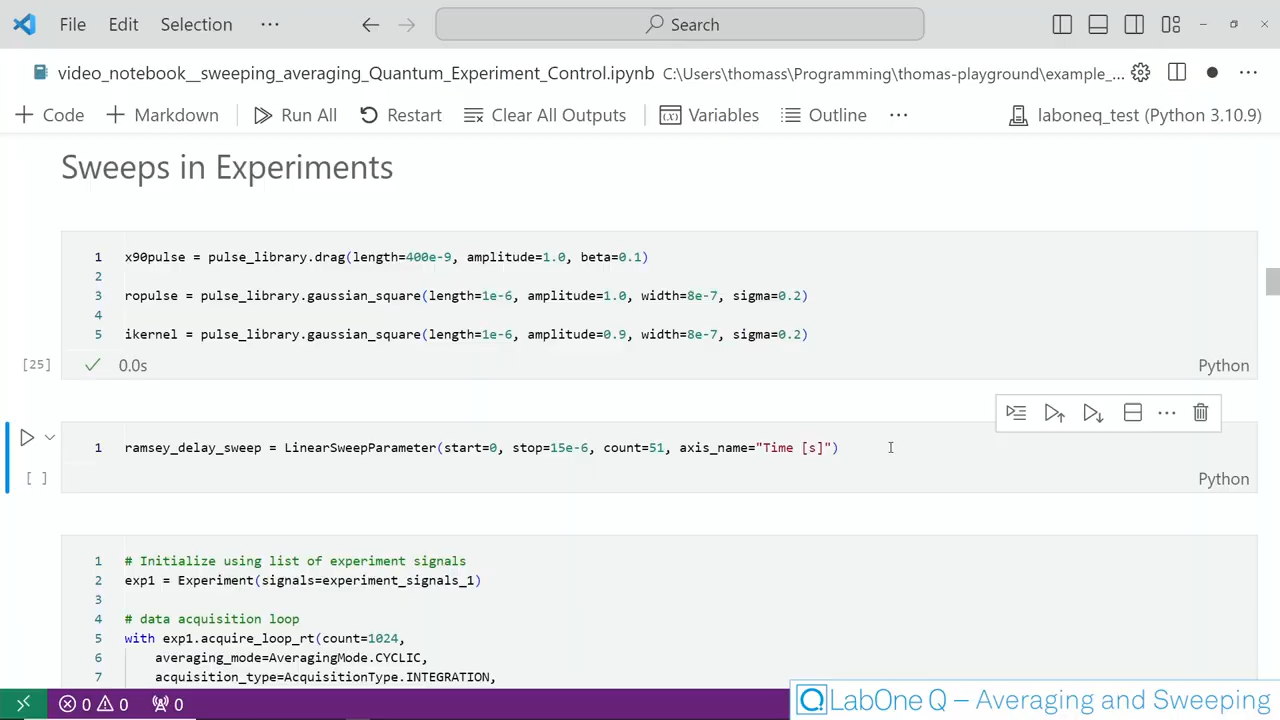 File Edit Selection ··· Search
video_notebook__sweeping_averaging_Quantum_Experiment_Control.ipynb C:\Users\thomass\Programming\thomas-playground\example_...
Code Markdown Run All Restart Clear All Outputs Variables Outline ··· laboneq_test (Python 3.10.9)
Sweeps in Experiments
1 x90pulse = pulse_library.drag(length=400e-9, amplitude=1.0, beta=0.1)
2
3 ropulse = pulse_library.gaussian_square(length=1e-6, amplitude=1.0, width=8e-7, sigma=0.2)
4
5 ikernel = pulse_library.gaussian_square(length=1e-6, amplitude=0.9, width=8e-7, sigma=0.2)
[25] 0.0s Python
1 ramsey_delay_sweep = LinearSweepParameter(start=0, stop=15e-6, count=51, axis_name="Time [s]")
[ ] Python
1 # Initialize using list of experiment signals
2 exp1 = Experiment(signals=experiment_signals_1)
3
4 # data acquisition loop
5 with exp1.acquire_loop_rt(count=1024,
6 averaging_mode=AveragingMode.CYCLIC,
7 acquisition_type=AcquisitionType.INTEGRATION,
0 0 0
LabOne Q – Averaging and Sweeping